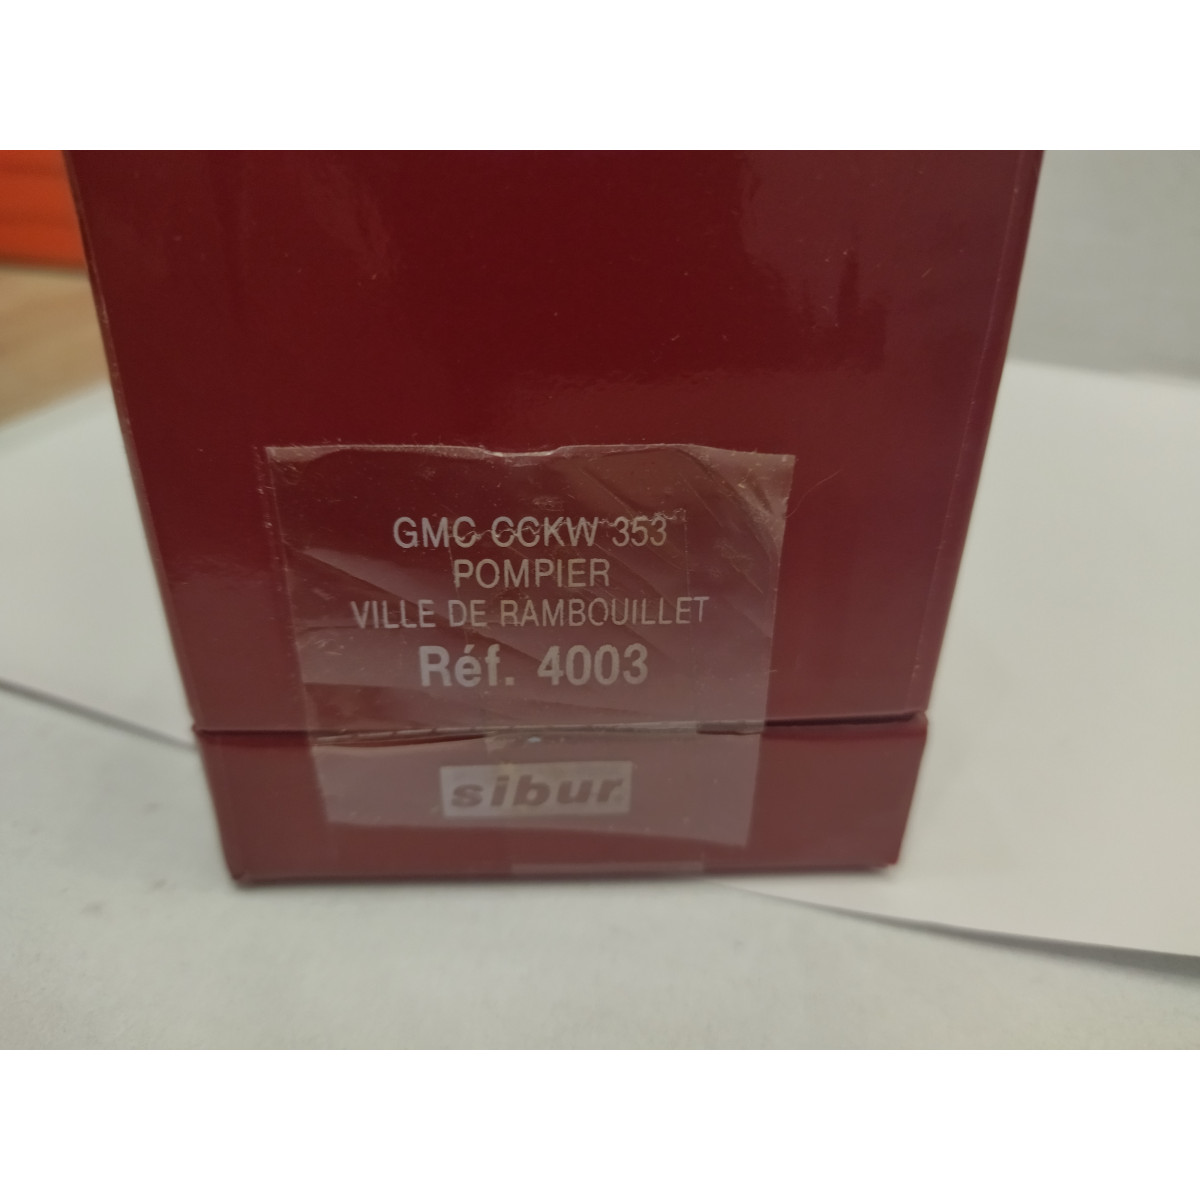 GMC CCKW 353
POMPIER
VILLE DE RAMBOUILLET
Réf. 4003
sibur